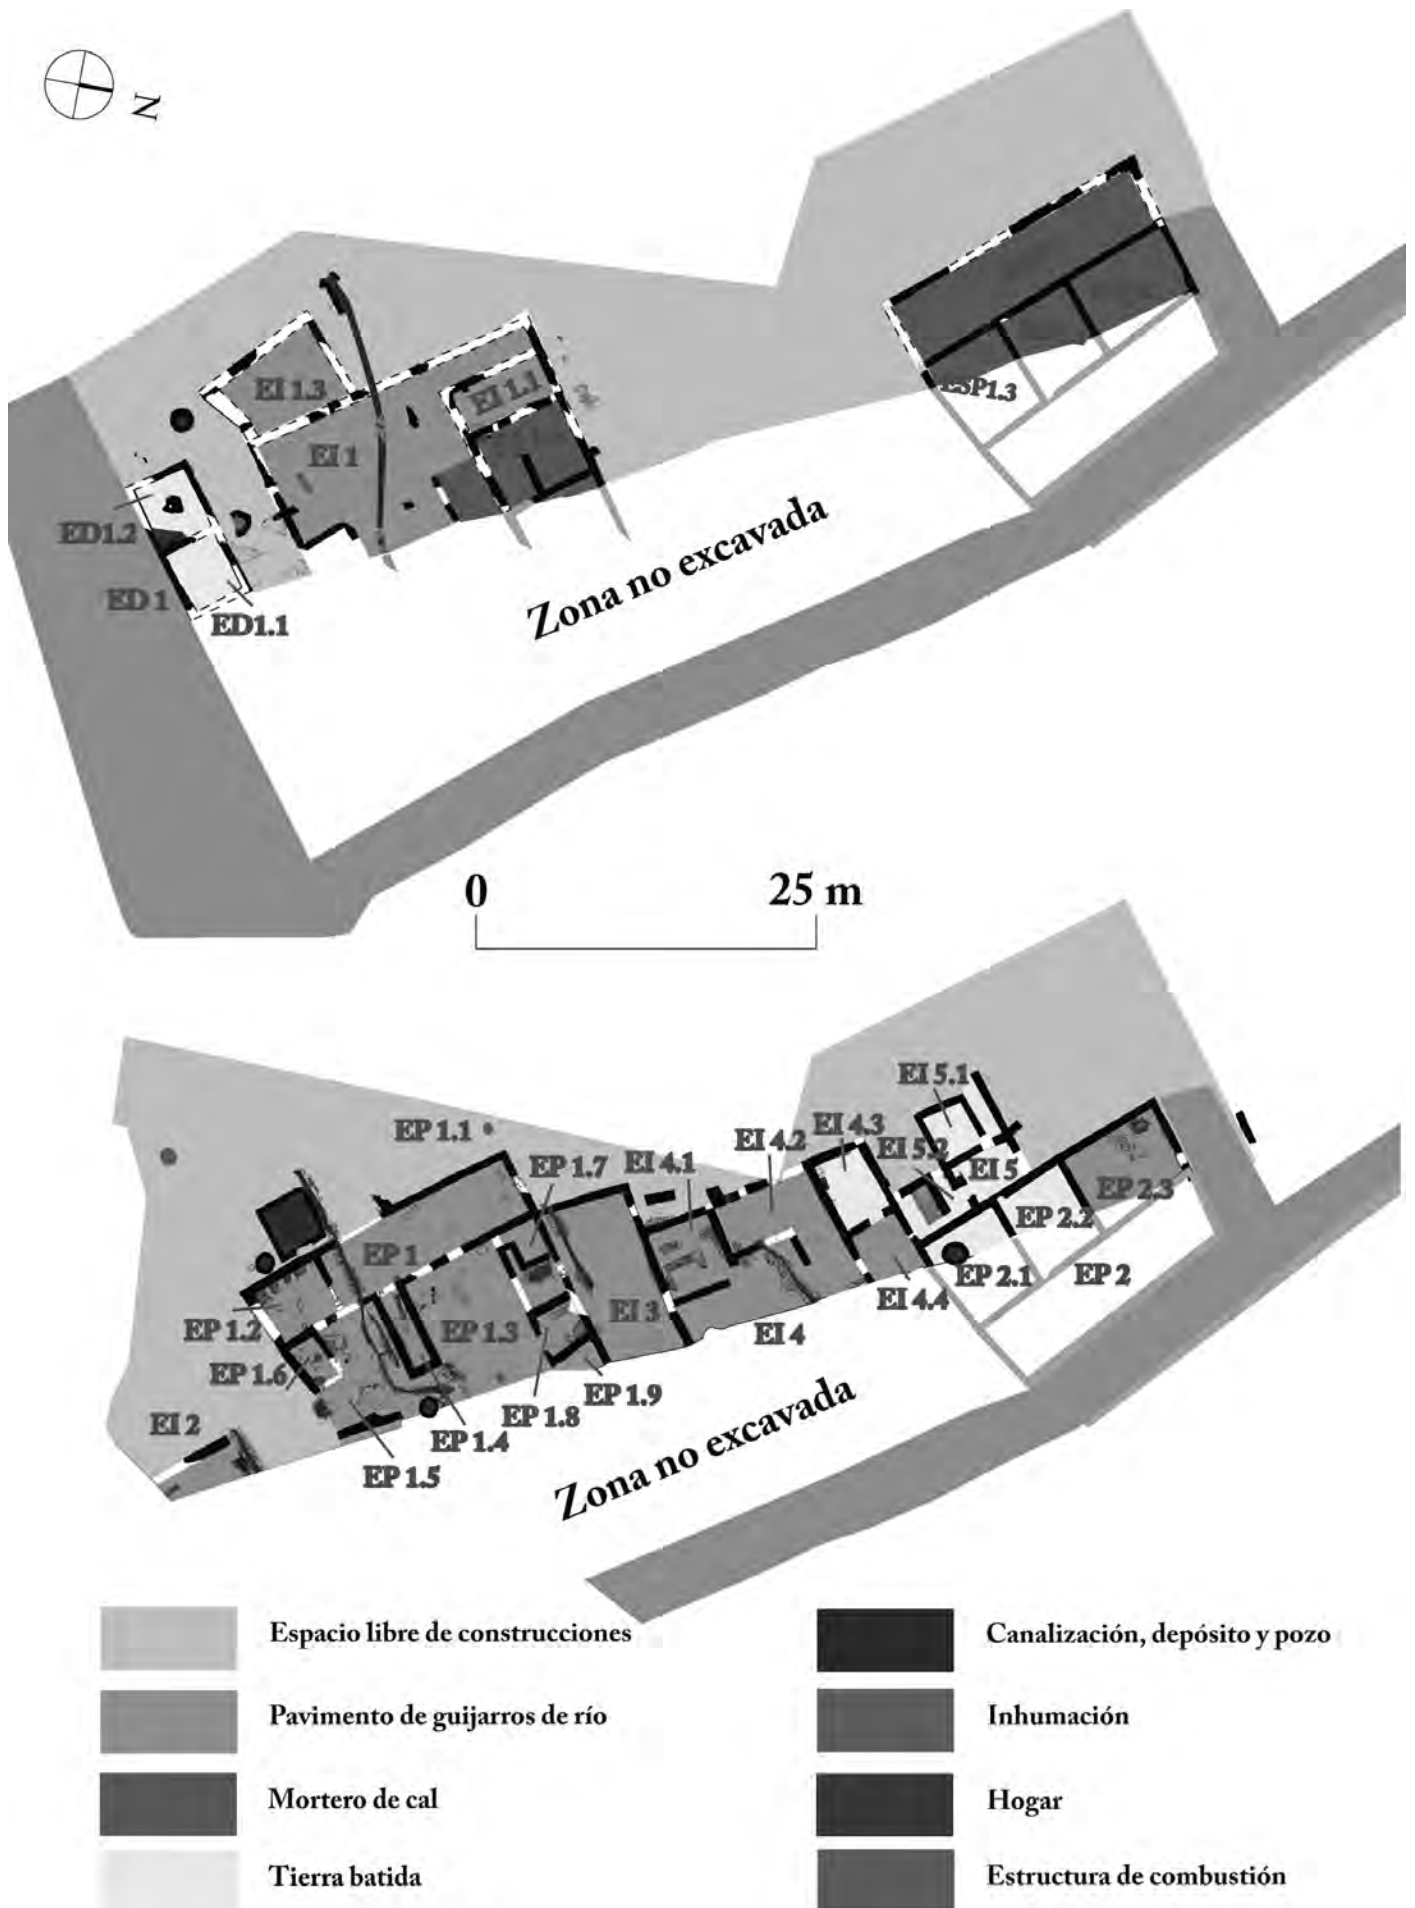 N
EI 1.3
EI 1.1
EI 1
ESP1.3
ED1.2
ED 1
ED1.1
Zona no excavada
0 25 m
EI 5.1
EP 1.1
EI 4.2
EI 4.3
EP 1.7
EI 4.1
EI 5.2
EI 5
EP 2.3
EP 2.2
EP 1
EP 2.1
EP 2
EP 1.2
EP 1.3
EI 3
EI 4.4
EI 4
EP 1.6
EP 1.9
EP 1.8
EI 2
EP 1.4
EP 1.5
Zona no excavada
Espacio libre de construcciones
Pavimento de guijarros de río
Mortero de cal
Tierra batida
Canalización, depósito y pozo
Inhumación
Hogar
Estructura de combustión